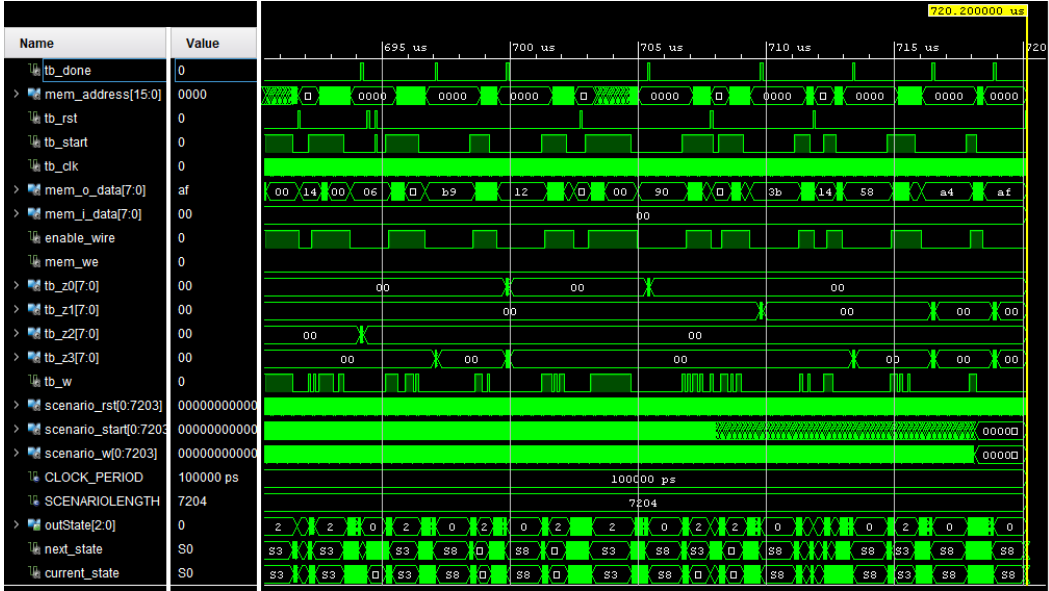 720.200000 us
Name Value
695 us 700 us 705 us 710 us 715 us 720
tb_done 0
mem_address[15:0] 0000 0000 0000 0000 0000 0000 0000 0000 0000
tb_rst 0
tb_start 0
tb_clk 0
mem_o_data[7:0] af 00 14 00 06 b9 12 00 90 3b 14 58 a4 af
mem_i_data[7:0] 00 00
enable_wire 0
mem_we 0
tb_z0[7:0] 00 00 00 00
tb_z1[7:0] 00 00 00 00 00
tb_z2[7:0] 00 00 00
tb_z3[7:0] 00 00 00 00 00 00 00
tb_w 0
scenario_rst[0:7203] 00000000000
scenario_start[0:7203 00000000000 0000
scenario_w[0:7203] 00000000000 0000
CLOCK_PERIOD 100000 ps 100000 ps
SCENARIOLENGTH 7204 7204
outState[2:0] 0 2 2 0 2 0 2 0 2 2 0 2 2 0 0 2 0 0
next_state S0 S3 S3 S3 S8 S8 S3 S8 S3 S8 S8 S3 S8 S8
current_state S0 S3 S3 S3 S8 S8 S3 S8 S8 S8 S3 S8 S8